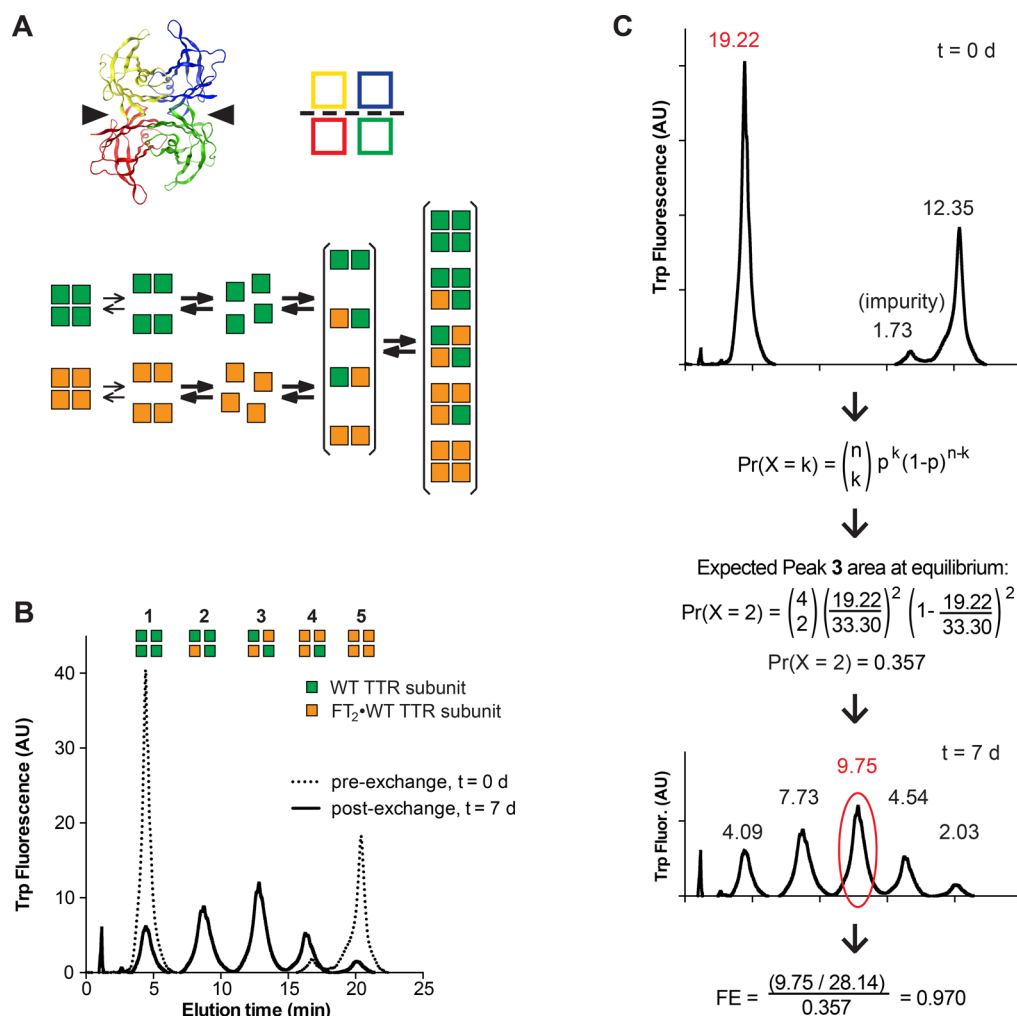 A
B
1 2 3 4 5
WT TTR subunit
FT₂•WT TTR subunit
pre-exchange, t = 0 d
post-exchange, t = 7 d
Trp Fluorescence (AU)
40
30
20
10
0
0 5 10 15 20 25
Elution time (min)
C
19.22
t = 0 d
12.35
(impurity)
1.73
Trp Fluorescence (AU)
Pr(X = k) = (n k) p^k (1-p)^n-k
Expected Peak 3 area at equilibrium:
Pr(X = 2) = (4 2) (19.22/33.30)^2 (1- 19.22/33.30)^2
Pr(X = 2) = 0.357
t = 7 d
9.75
7.73
4.54
4.09
2.03
Trp Fluor. (AU)
FE = (9.75 / 28.14)/0.357 = 0.970